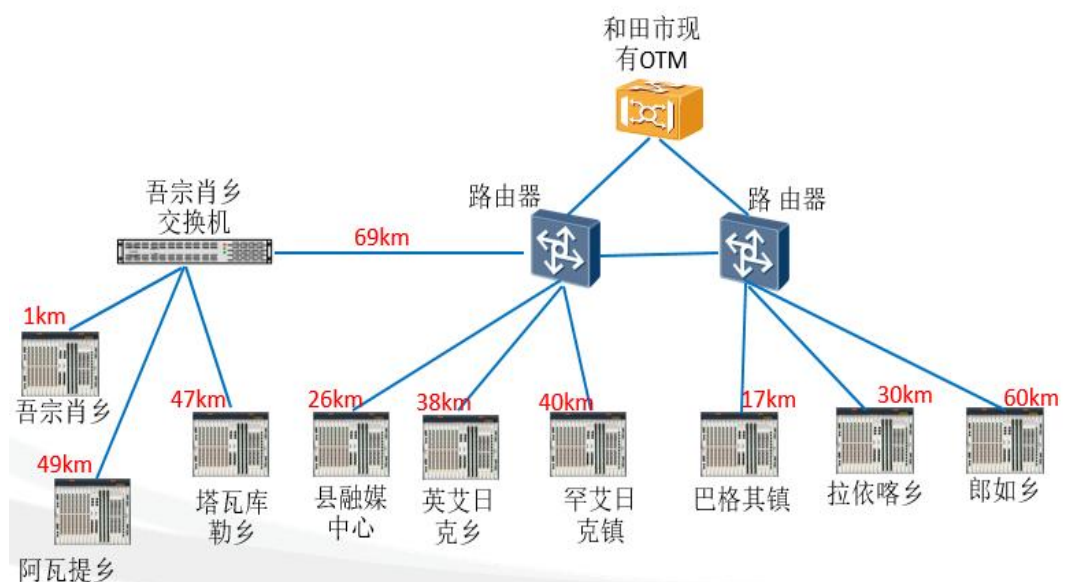 和田市现
有OTM
路由器
路 由器
吾宗肖乡
交换机
69km
1km
吾宗肖乡
49km
阿瓦提乡
47km
塔瓦库
勒乡
26km
县融媒
中心
38km
英艾日
克乡
40km
罕艾日
克镇
17km
巴格其镇
30km
拉依喀乡
60km
郎如乡